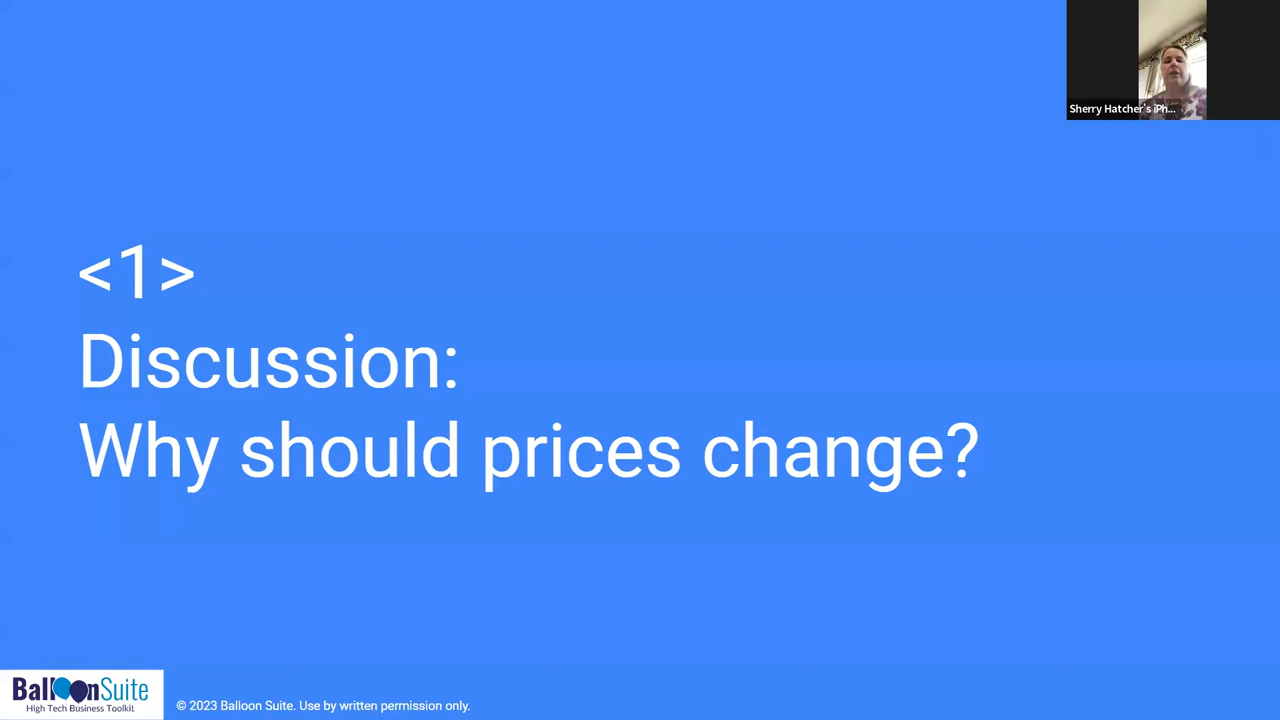 Sherry Hatcher's iPh...
<1>
Discussion:
Why should prices change?
BalloonSuite
High Tech Business Toolkit
© 2023 Balloon Suite. Use by written permission only.